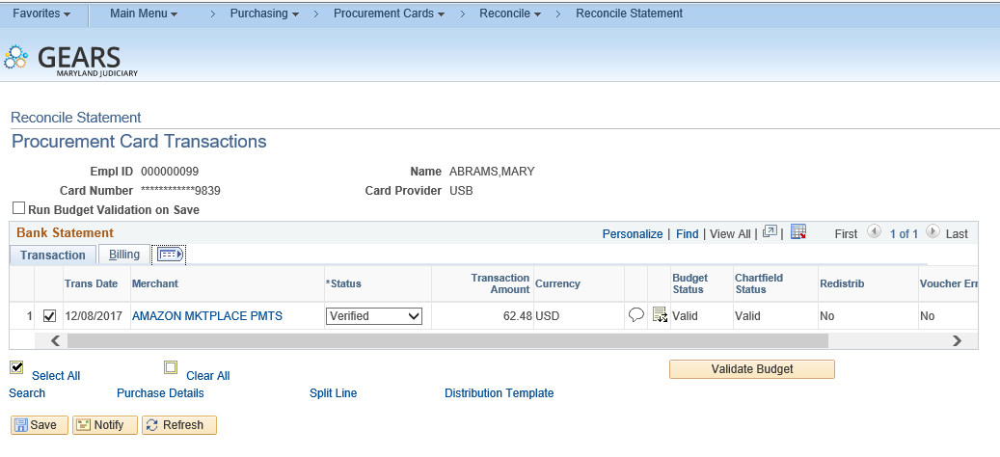 Favorites Main Menu Purchasing Procurement Cards Reconcile Reconcile Statement
GEARS
MARYLAND JUDICIARY
Reconcile Statement
Procurement Card Transactions
Empl ID 000000099 Name ABRAMS,MARY
Card Number ************9839 Card Provider USB
Run Budget Validation on Save
Bank Statement Personalize | Find | View All | | First 1 of 1 Last
Transaction Billing
Trans Date Merchant *Status Transaction Amount Currency Budget Status Chartfield Status Redistrib Voucher Err
1 12/08/2017 AMAZON MKTPLACE PMTS Verified 62.48 USD Valid Valid No No
Select All Clear All Validate Budget
Search Purchase Details Split Line Distribution Template
Save Notify Refresh